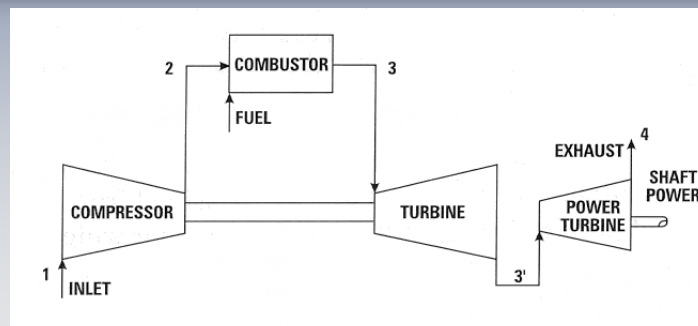 2
COMBUSTOR
3
FUEL
4
EXHAUST
SHAFT
POWER
COMPRESSOR
TURBINE
POWER
TURBINE
1
INLET
3'